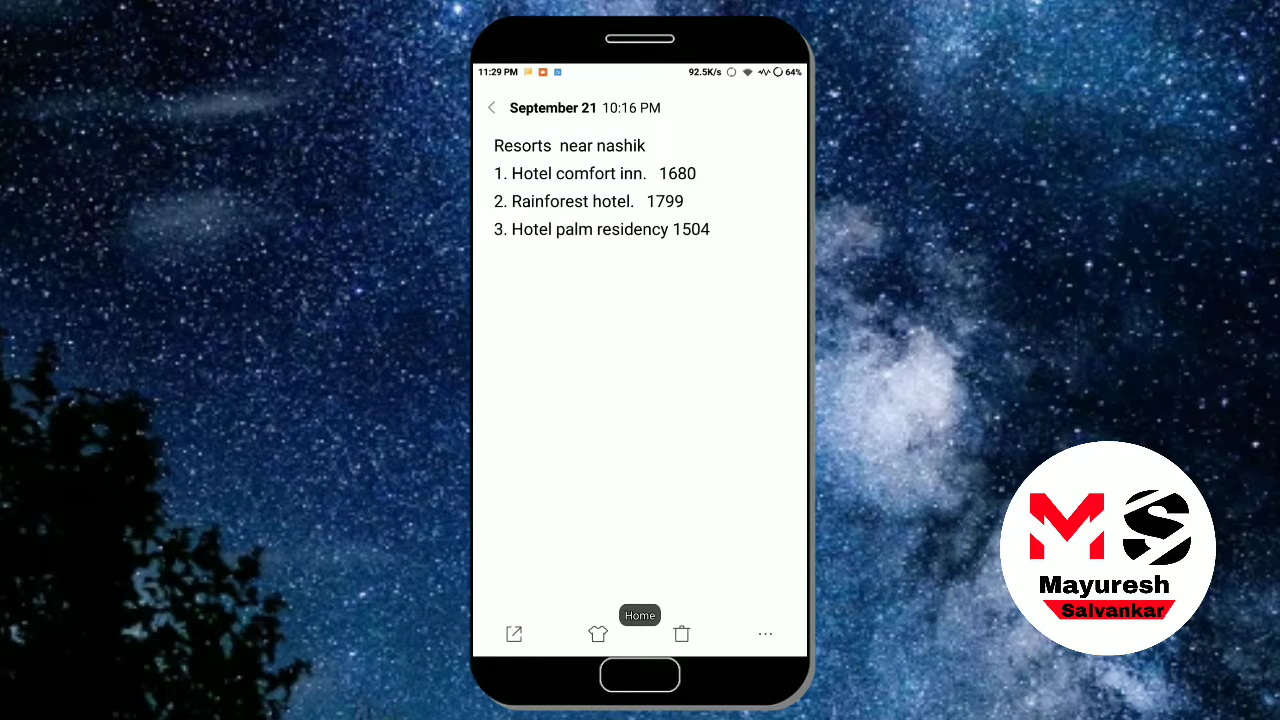 11:29 PM 92.5K/s 64%
September 21 10:16 PM
Resorts  near nashik
1. Hotel comfort inn.   1680
2. Rainforest hotel.   1799
3. Hotel palm residency 1504
Home
MS
Mayuresh
Salvankar